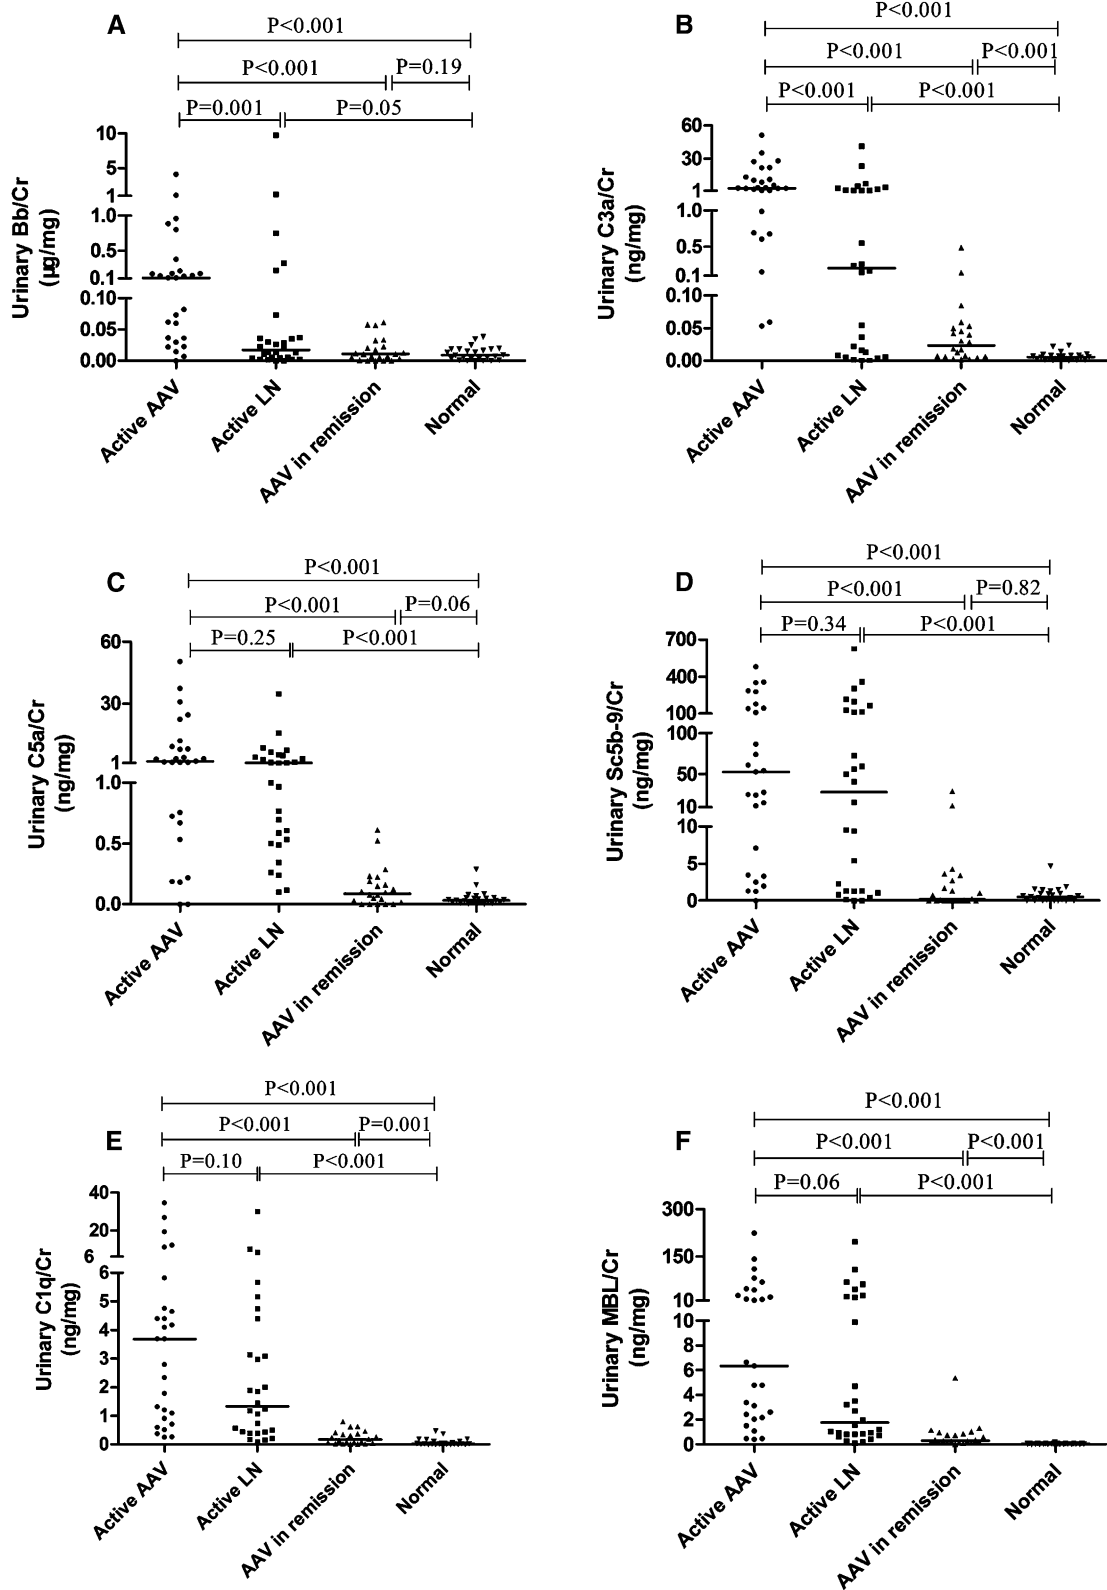 A
P<0.001
P<0.001
P=0.19
P=0.001
P=0.05
Urinary Bb/Cr
(µg/mg)
10
5
1
1.0
0.5
0.1
0.10
0.05
0.00
Active AAV
Active LN
AAV in remission
Normal
B
P<0.001
P<0.001
P<0.001
P<0.001
P<0.001
Urinary C3a/Cr
(ng/mg)
60
30
1
1.0
0.5
0.1
0.10
0.05
0.00
Active AAV
Active LN
AAV in remission
Normal
C
P<0.001
P<0.001
P=0.06
P=0.25
P<0.001
Urinary C5a/Cr
(ng/mg)
60
30
1
1.0
0.5
0.0
Active AAV
Active LN
AAV in remission
Normal
D
P<0.001
P<0.001
P=0.82
P=0.34
P<0.001
Urinary Sc5b-9/Cr
(ng/mg)
700
400
100
100
50
10
10
5
0
Active AAV
Active LN
AAV in remission
Normal
E
P<0.001
P<0.001
P=0.001
P=0.10
P<0.001
Urinary C1q/Cr
(ng/mg)
40
20
6
6
5
4
3
2
1
0
Active AAV
Active LN
AAV in remission
Normal
F
P<0.001
P<0.001
P<0.001
P=0.06
P<0.001
Urinary MBL/Cr
(ng/mg)
300
150
10
10
8
6
4
2
0
Active AAV
Active LN
AAV in remission
Normal